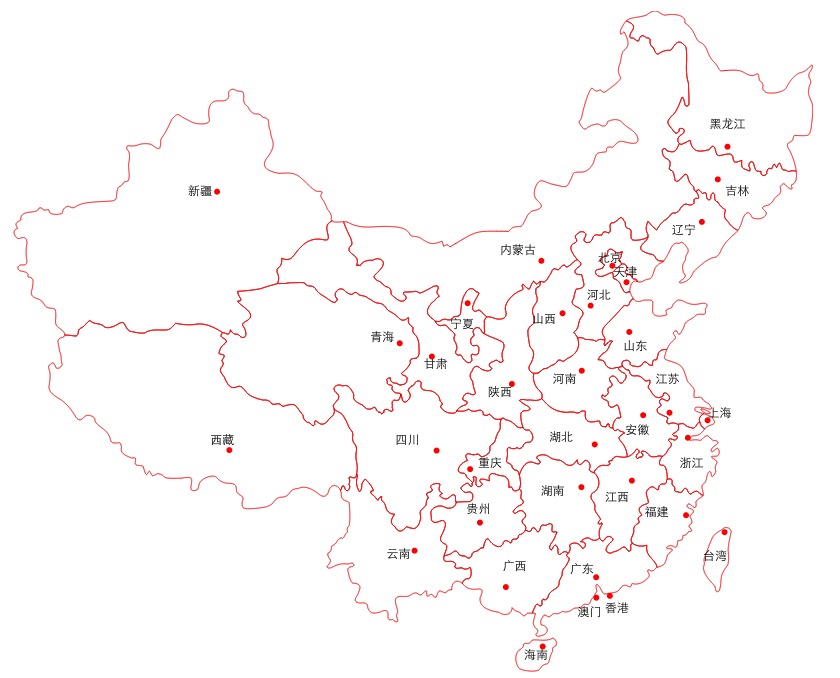 黑龙江
新疆
吉林
辽宁
内蒙古
北京
天津
河北
山西
宁夏
青海
山东
甘肃
河南
江苏
陕西
上海
安徽
西藏
四川
湖北
重庆
浙江
湖南
江西
贵州
福建
云南
台湾
广西
广东
澳门
香港
海南